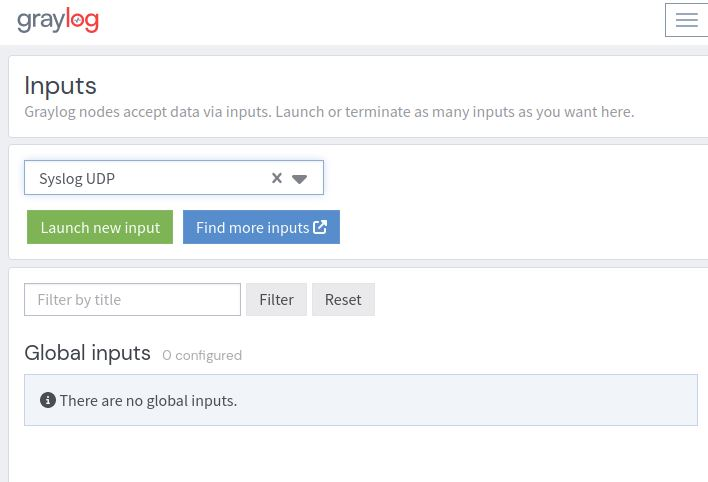 graylog
Inputs
Graylog nodes accept data via inputs. Launch or terminate as many inputs as you want here.
Syslog UDP
Launch new input Find more inputs
Filter by title Filter Reset
Global inputs 0 configured
There are no global inputs.